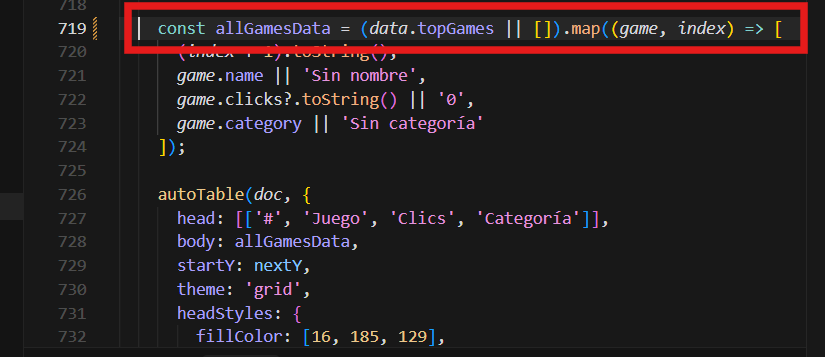 718
719 const allGamesData = (data.topGames || []).map((game, index) => [
720 (index + 1).toString(),
721 game.name || 'Sin nombre',
722 game.clicks?.toString() || '0',
723 game.category || 'Sin categoría'
724 ]);
725
726 autoTable(doc, {
727 head: [['#', 'Juego', 'Clics', 'Categoría']],
728 body: allGamesData,
729 startY: nextY,
730 theme: 'grid',
731 headStyles: {
732 fillColor: [16, 185, 129],